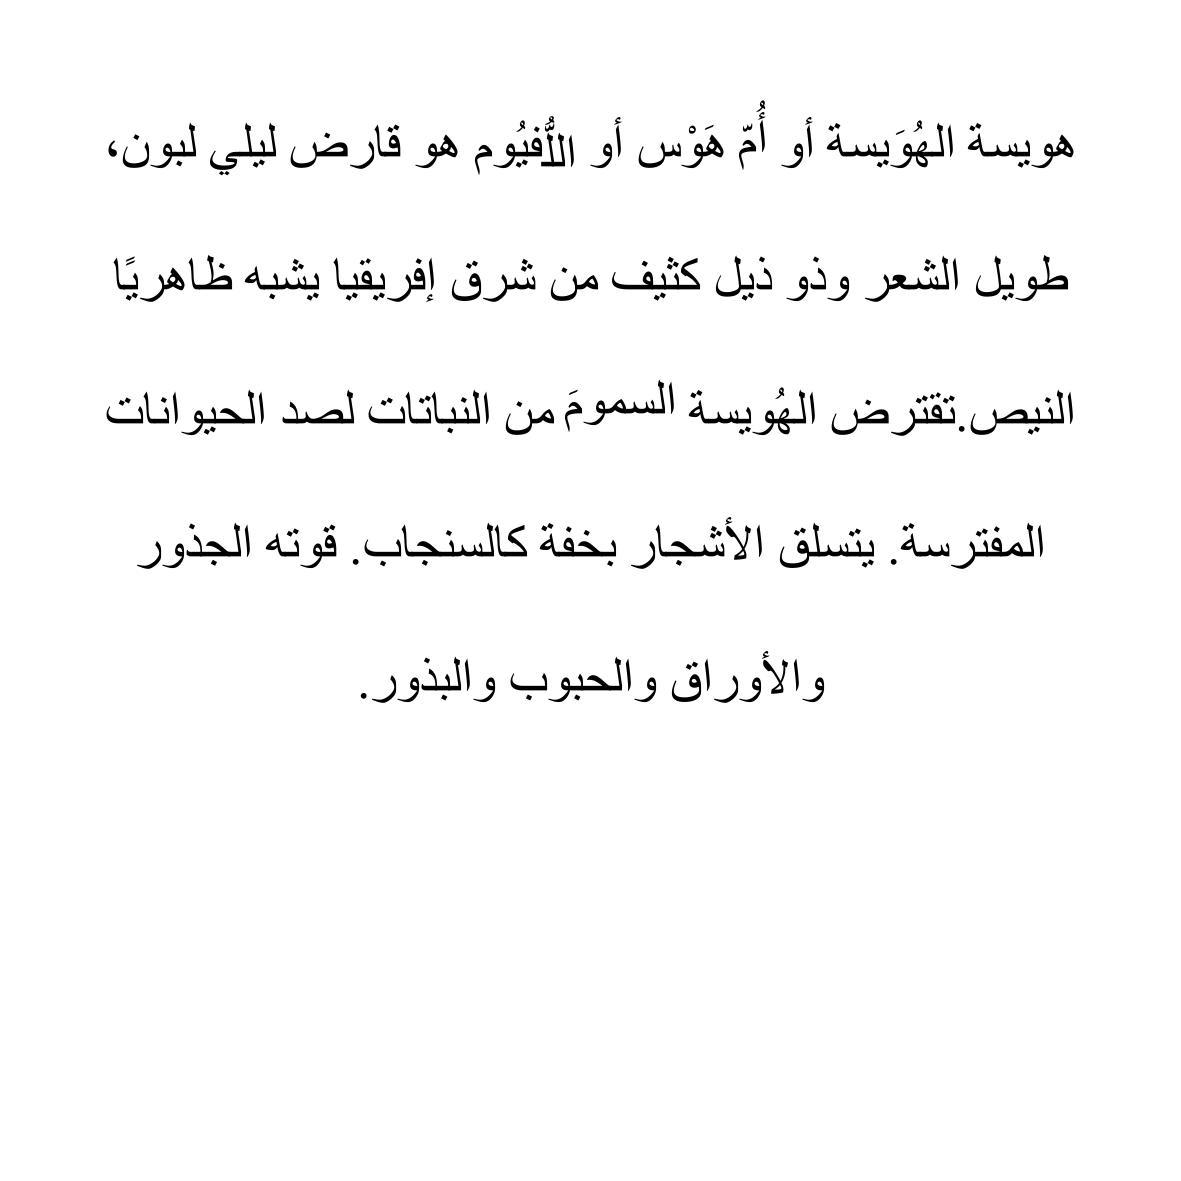 هويسة الهُوَيسة أو أُمّ هَوْس أو اللُّفيُوم هو قارض ليلي لبون،
طويل الشعر وذو ذيل كثيف من شرق إفريقيا يشبه ظاهريًا
النيص.تقترض الهُويسة السمومَ من النباتات لصد الحيوانات
المفترسة. يتسلق الأشجار بخفة كالسنجاب. قوته الجذور
والأوراق والحبوب والبذور.